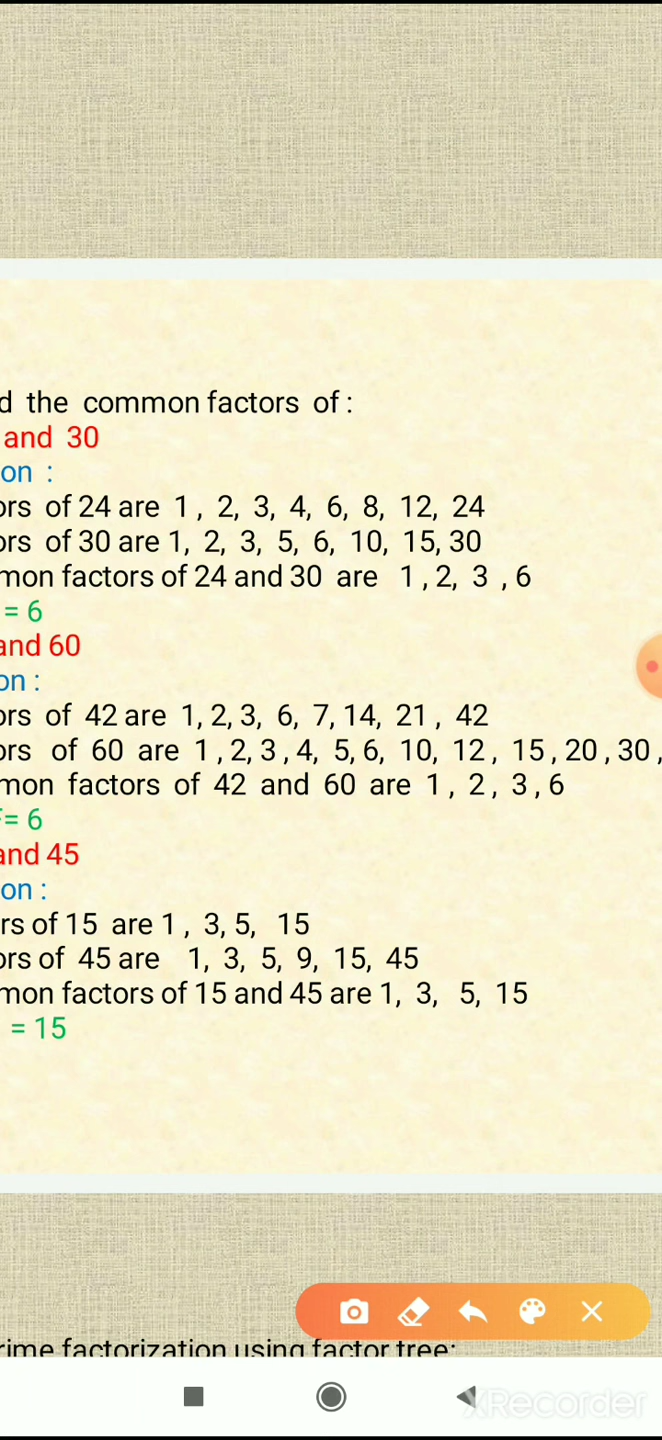 d the common factors of :
and 30
on :
ors of 24 are 1 , 2, 3, 4, 6, 8, 12, 24
ors of 30 are 1, 2, 3, 5, 6, 10, 15, 30
mon factors of 24 and 30 are 1 , 2, 3 , 6
= 6
and 60
on :
ors of 42 are 1, 2, 3, 6, 7, 14, 21 , 42
ors of 60 are 1 , 2, 3 , 4, 5, 6, 10, 12 , 15 , 20 , 30 ,
mon factors of 42 and 60 are 1 , 2 , 3 , 6
= 6
and 45
on :
rs of 15 are 1 , 3, 5, 15
ors of 45 are 1, 3, 5, 9, 15, 45
mon factors of 15 and 45 are 1, 3, 5, 15
= 15
rime factorization using factor tree:
XRecorder